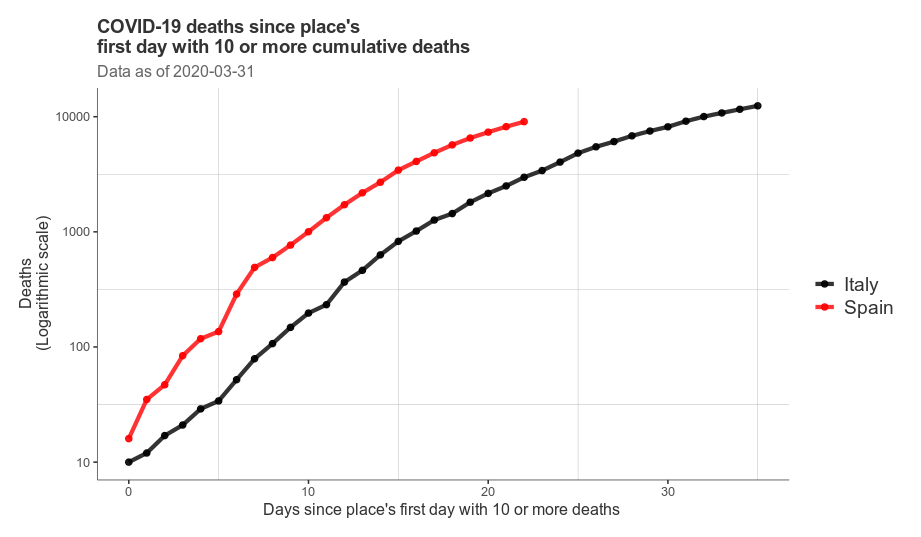 COVID-19 deaths since place's
first day with 10 or more cumulative deaths
Data as of 2020-03-31
Deaths
(Logarithmic scale)
10000
1000
100
10
0
10
20
30
Days since place's first day with 10 or more deaths
Italy
Spain